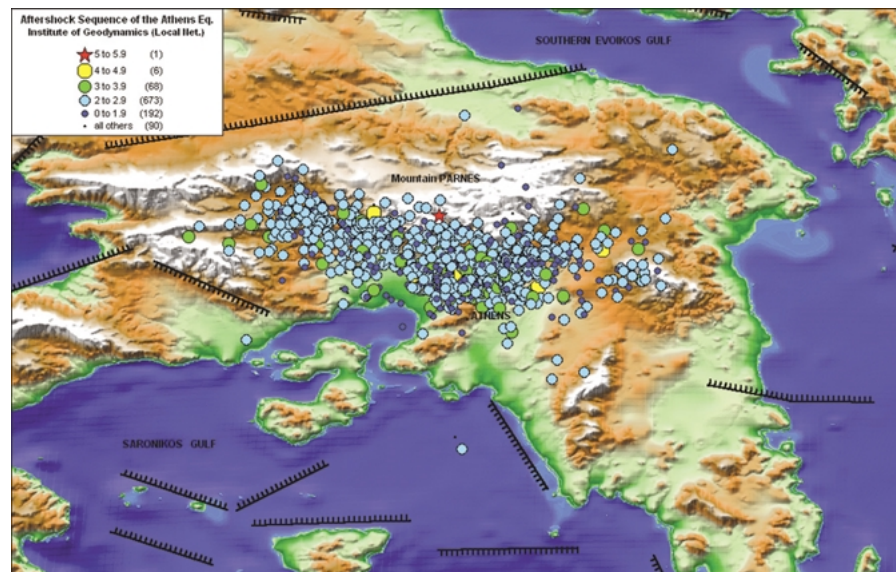 Aftershock Sequence of the Athens Eq.
Institute of Geodynamics (Local Net.)
5 to 5.9 (1)
4 to 4.9 (6)
3 to 3.9 (68)
2 to 2.9 (673)
0 to 1.9 (192)
all others (90)
SOUTHERN EVOIKOS GULF
Mountain PARNES
ATHENS
SARONIKOS GULF